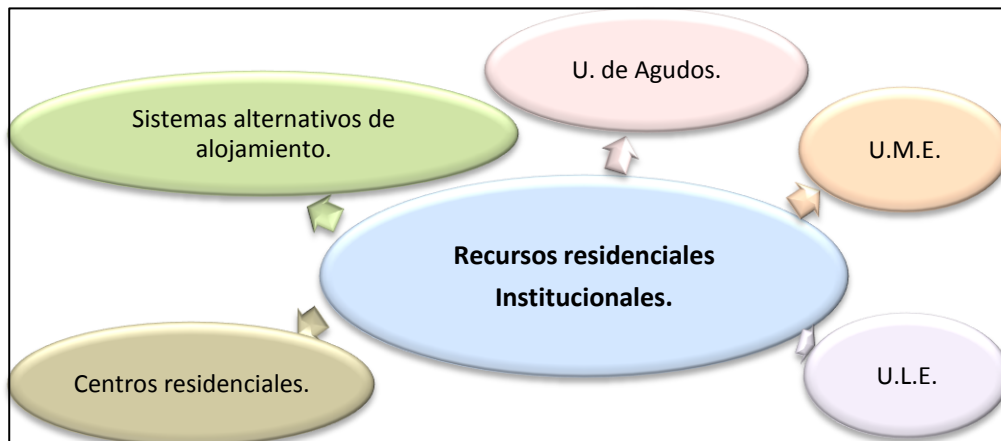 U. de Agudos.
Sistemas alternativos de
alojamiento.
U.M.E.
Recursos residenciales
Institucionales.
Centros residenciales.
U.L.E.